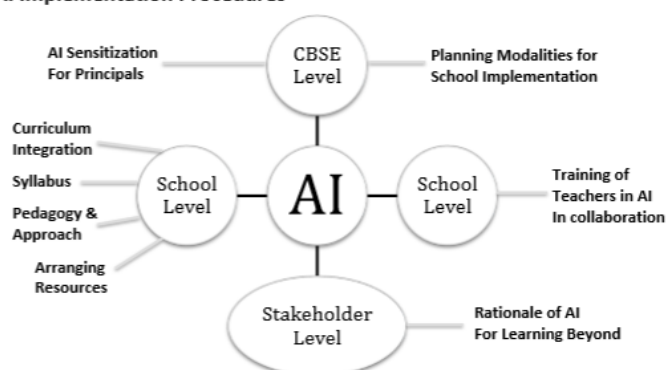 Implementation Procedures
AI Sensitization
For Principals
CBSE
Level
Planning Modalities for
School Implementation
Curriculum
Integration
Syllabus
Pedagogy &
Approach
Arranging
Resources
School
Level
AI
School
Level
Training of
Teachers in AI
In collaboration
Stakeholder
Level
Rationale of AI
For Learning Beyond